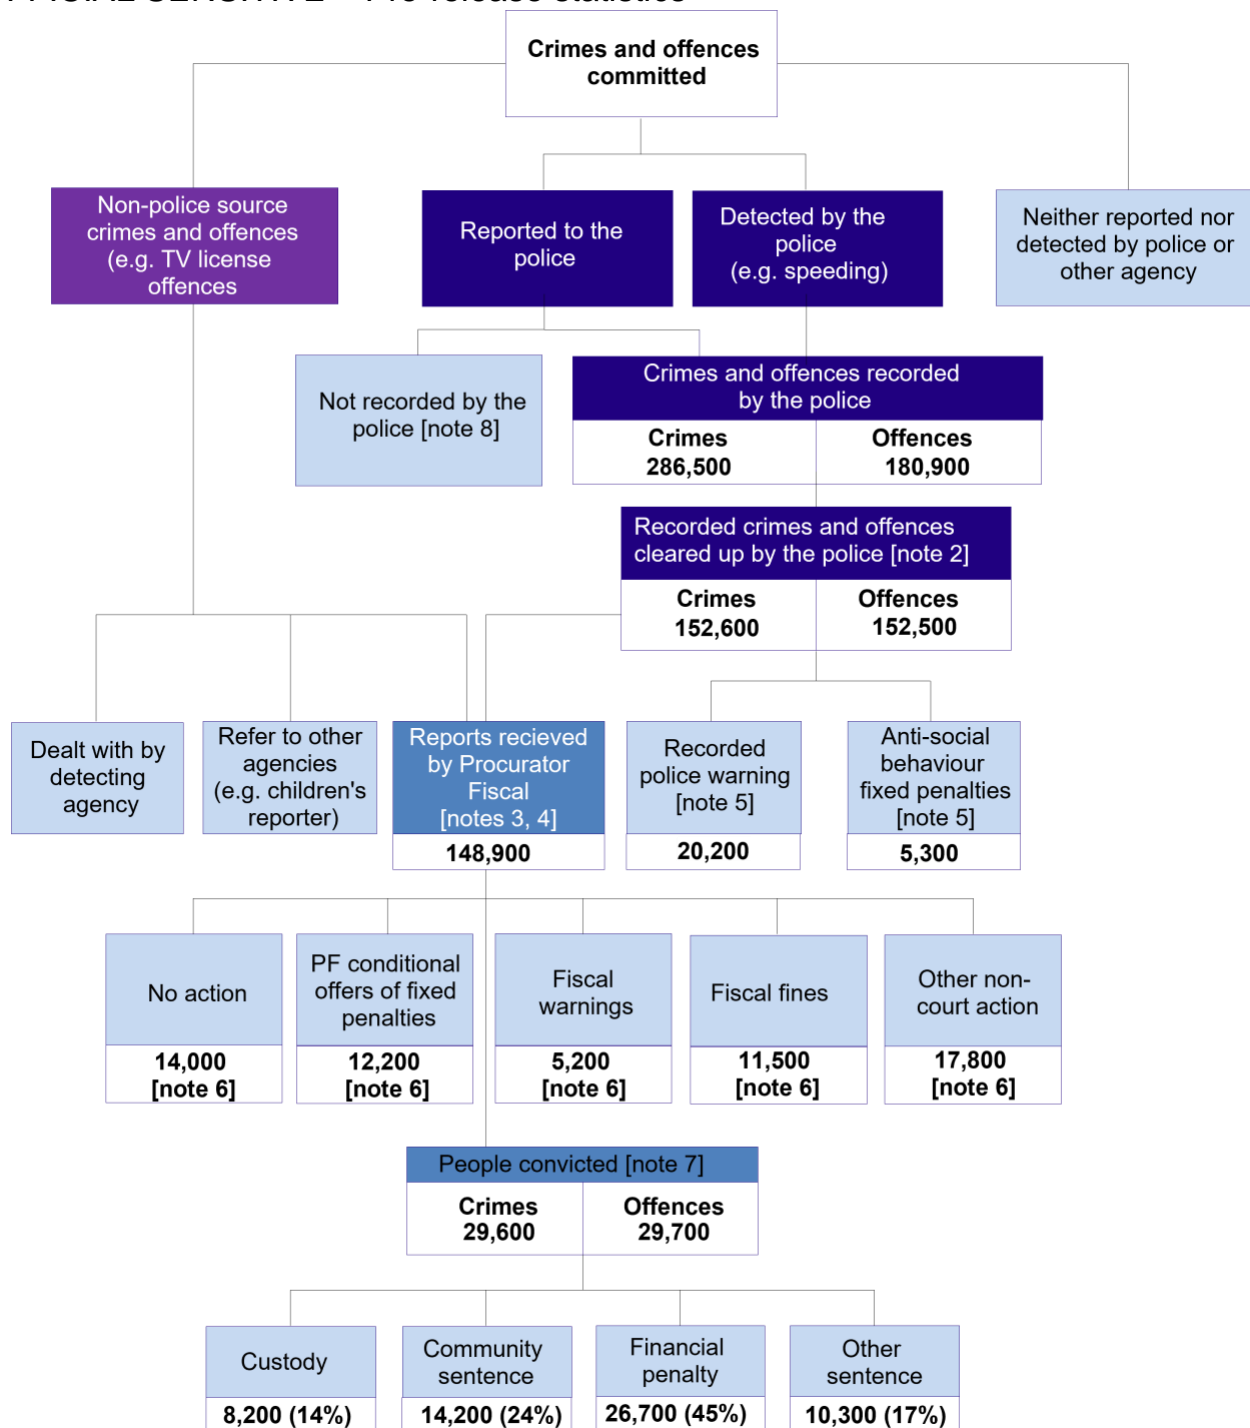 Pre-release statistics
Crimes and offences
committed
Non-police source
crimes and offences
(e.g. TV license
offences
Reported to the
police
Detected by the
police
(e.g. speeding)
Neither reported nor
detected by police or
other agency
Not recorded by the
police [note 8]
Crimes and offences recorded
by the police
Crimes
286,500
Offences
180,900
Recorded crimes and offences
cleared up by the police [note 2]
Crimes
152,600
Offences
152,500
Dealt with by
detecting
agency
Refer to other
agencies
(e.g. children's
reporter)
Reports recieved
by Procurator
Fiscal
[notes 3, 4]
148,900
Recorded
police warning
[note 5]
20,200
Anti-social
behaviour
fixed penalties
[note 5]
5,300
No action
14,000
[note 6]
PF conditional
offers of fixed
penalties
12,200
[note 6]
Fiscal
warnings
5,200
[note 6]
Fiscal fines
11,500
[note 6]
Other non-
court action
17,800
[note 6]
People convicted [note 7]
Crimes
29,600
Offences
29,700
Custody
8,200 (14%)
Community
sentence
14,200 (24%)
Financial
penalty
26,700 (45%)
Other
sentence
10,300 (17%)